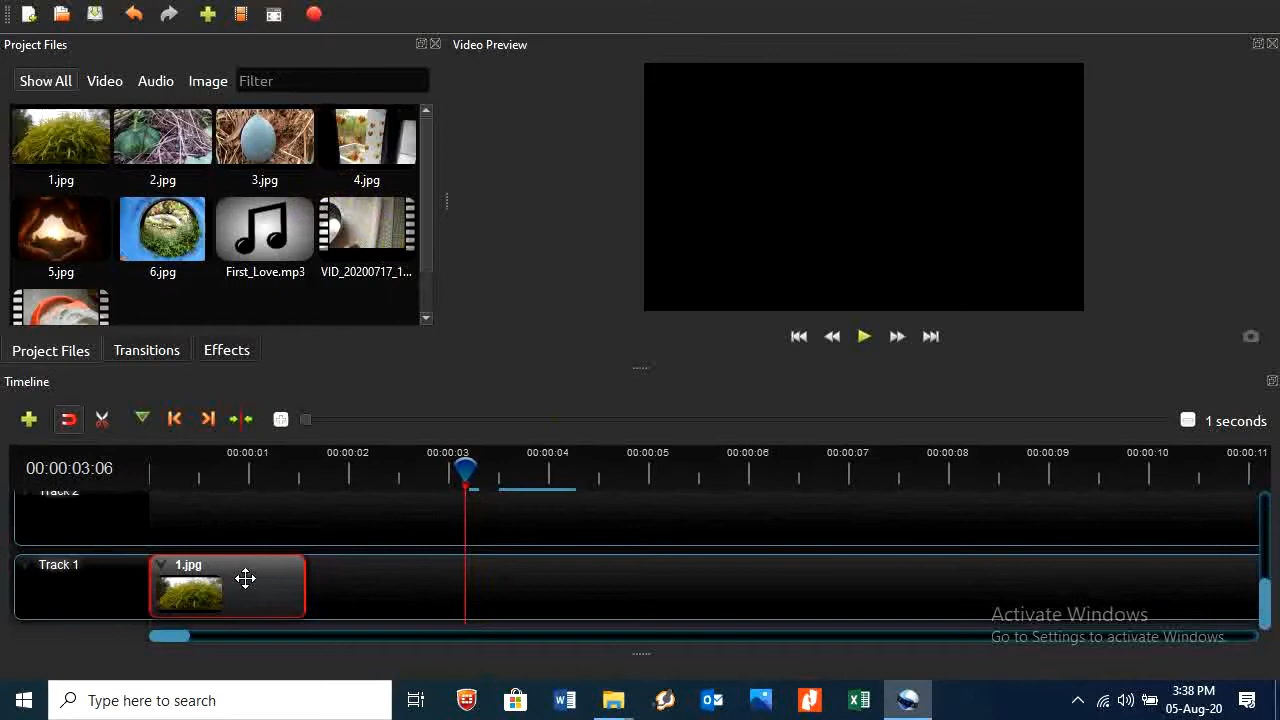 Project Files
Video Preview
Show All
Video
Audio
Image
Filter
1.jpg
2.jpg
3.jpg
4.jpg
5.jpg
6.jpg
First_Love.mp3
VID_20200717_1...
Project Files
Transitions
Effects
Timeline
1 seconds
00:00:03:06
00:00:01
00:00:02
00:00:03
00:00:04
00:00:05
00:00:06
00:00:07
00:00:08
00:00:09
00:00:10
00:00:11
Track 2
Track 1
1.jpg
Activate Windows
Go to Settings to activate Windows.
Type here to search
3:38 PM
05-Aug-20